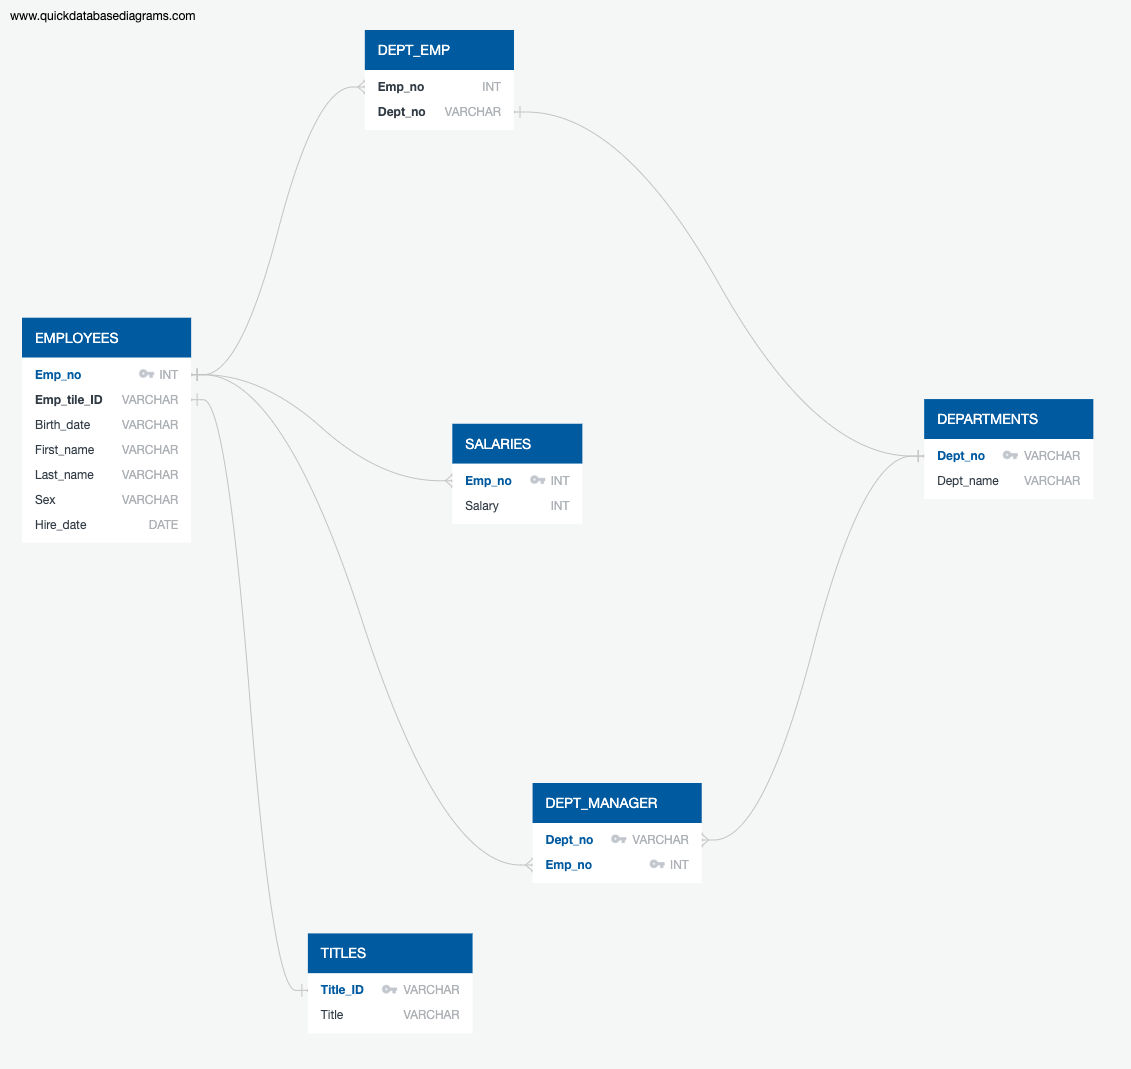 www.quickdatabasediagrams.com
DEPT_EMP
Emp_no INT
Dept_no VARCHAR
EMPLOYEES
Emp_no INT
Emp_tile_ID VARCHAR
Birth_date VARCHAR
First_name VARCHAR
Last_name VARCHAR
Sex VARCHAR
Hire_date DATE
SALARIES
Emp_no INT
Salary INT
DEPARTMENTS
Dept_no VARCHAR
Dept_name VARCHAR
DEPT_MANAGER
Dept_no VARCHAR
Emp_no INT
TITLES
Title_ID VARCHAR
Title VARCHAR